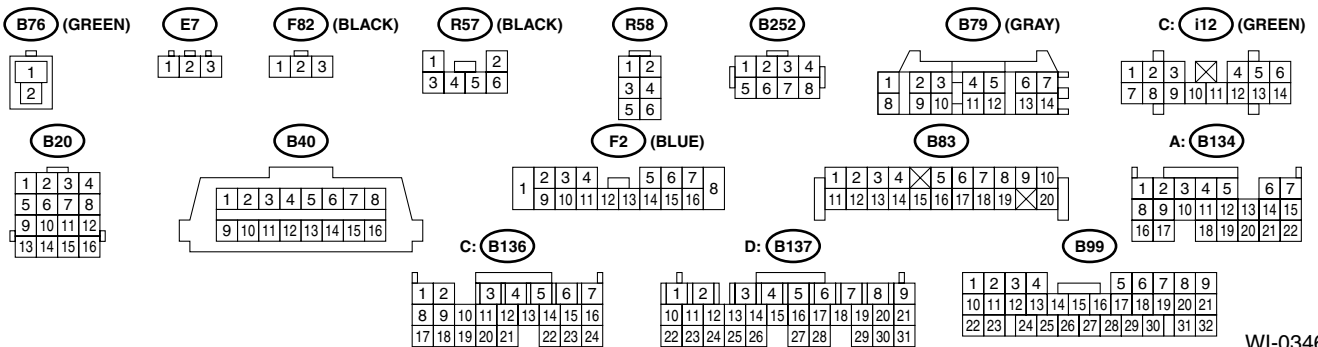 B76 (GREEN) E7 F82 (BLACK) R57 (BLACK) R58 B252 B79 (GRAY) C: i12 (GREEN)
1
2
1 2 3
1 2 3
1 2
3 4 5 6
1 2
3 4
5 6
1 2 3 4
5 6 7 8
1 2 3 4 5 6 7
8 9 10 11 12 13 14
1 2 3 4 5 6
7 8 9 10 11 12 13 14
B20 B40 F2 (BLUE) B83 A: B134
1 2 3 4
5 6 7 8
9 10 11 12
13 14 15 16
1 2 3 4 5 6 7 8
9 10 11 12 13 14 15 16
1 2 3 4 5 6 7 8
9 10 11 12 13 14 15 16
1 2 3 4 5 6 7 8 9 10
11 12 13 14 15 16 17 18 19 20
1 2 3 4 5 6 7
8 9 10 11 12 13 14 15
16 17 18 19 20 21 22
C: B136 D: B137 B99
1 2 3 4 5 6 7
8 9 10 11 12 13 14 15 16
17 18 19 20 21 22 23 24
1 2 3 4 5 6 7 8 9
10 11 12 13 14 15 16 17 18 19 20 21
22 23 24 25 26 27 28 29 30 31
1 2 3 4 5 6 7 8 9
10 11 12 13 14 15 16 17 18 19 20 21
22 23 24 25 26 27 28 29 30 31 32
WI-0346